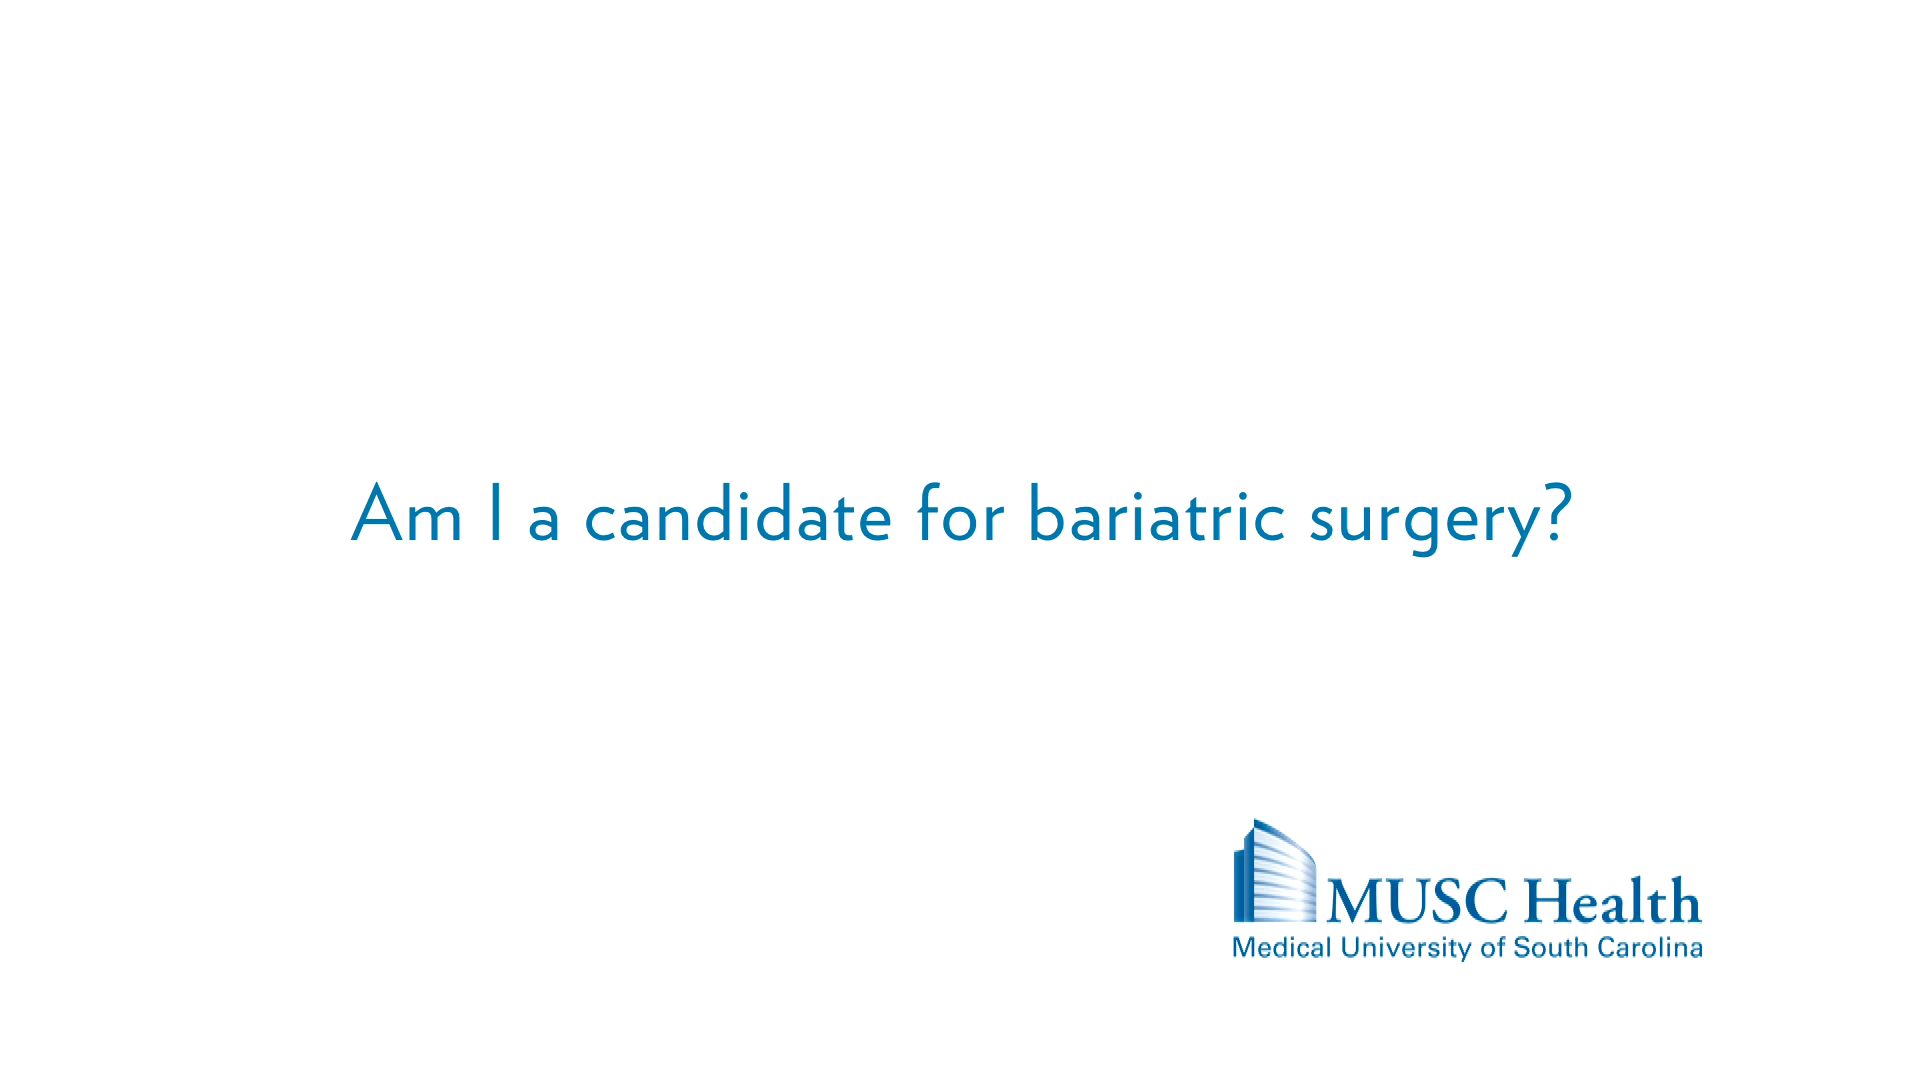 Am I a candidate for bariatric surgery?
MUSC Health
Medical University of South Carolina